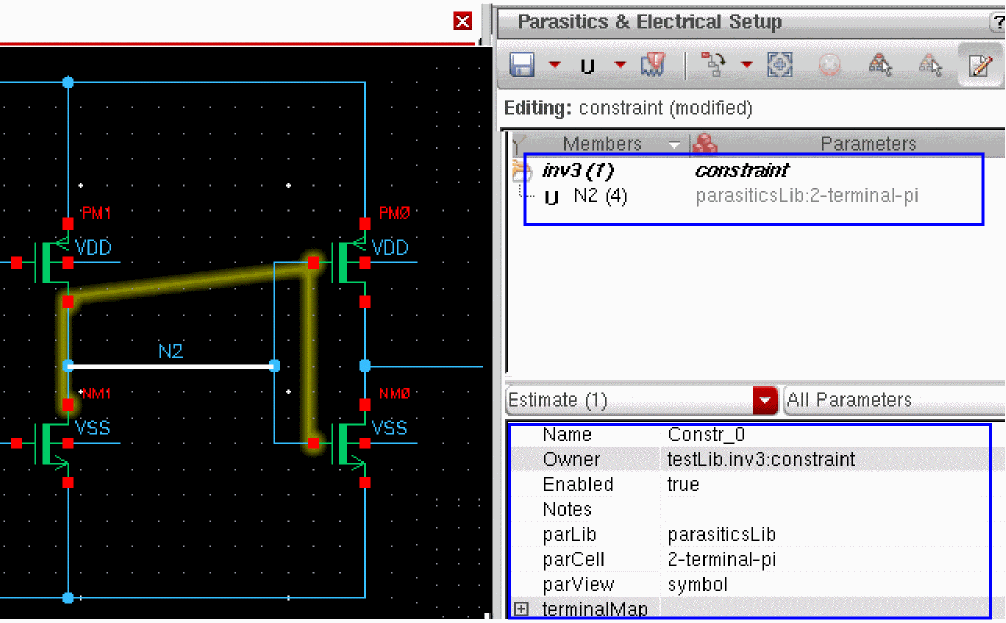 Parasitics & Electrical Setup
?
Editing: constraint (modified)
Members Parameters
inv3 (1) constraint
N2 (4) parasiticsLib:2-terminal-pi
PM1
VDD
PM0
VDD
N2
NM1
VSS
NM0
VSS
Estimate (1) All Parameters
Name Constr_0
Owner testLib.inv3:constraint
Enabled true
Notes
parLib parasiticsLib
parCell 2-terminal-pi
parView symbol
terminalMap